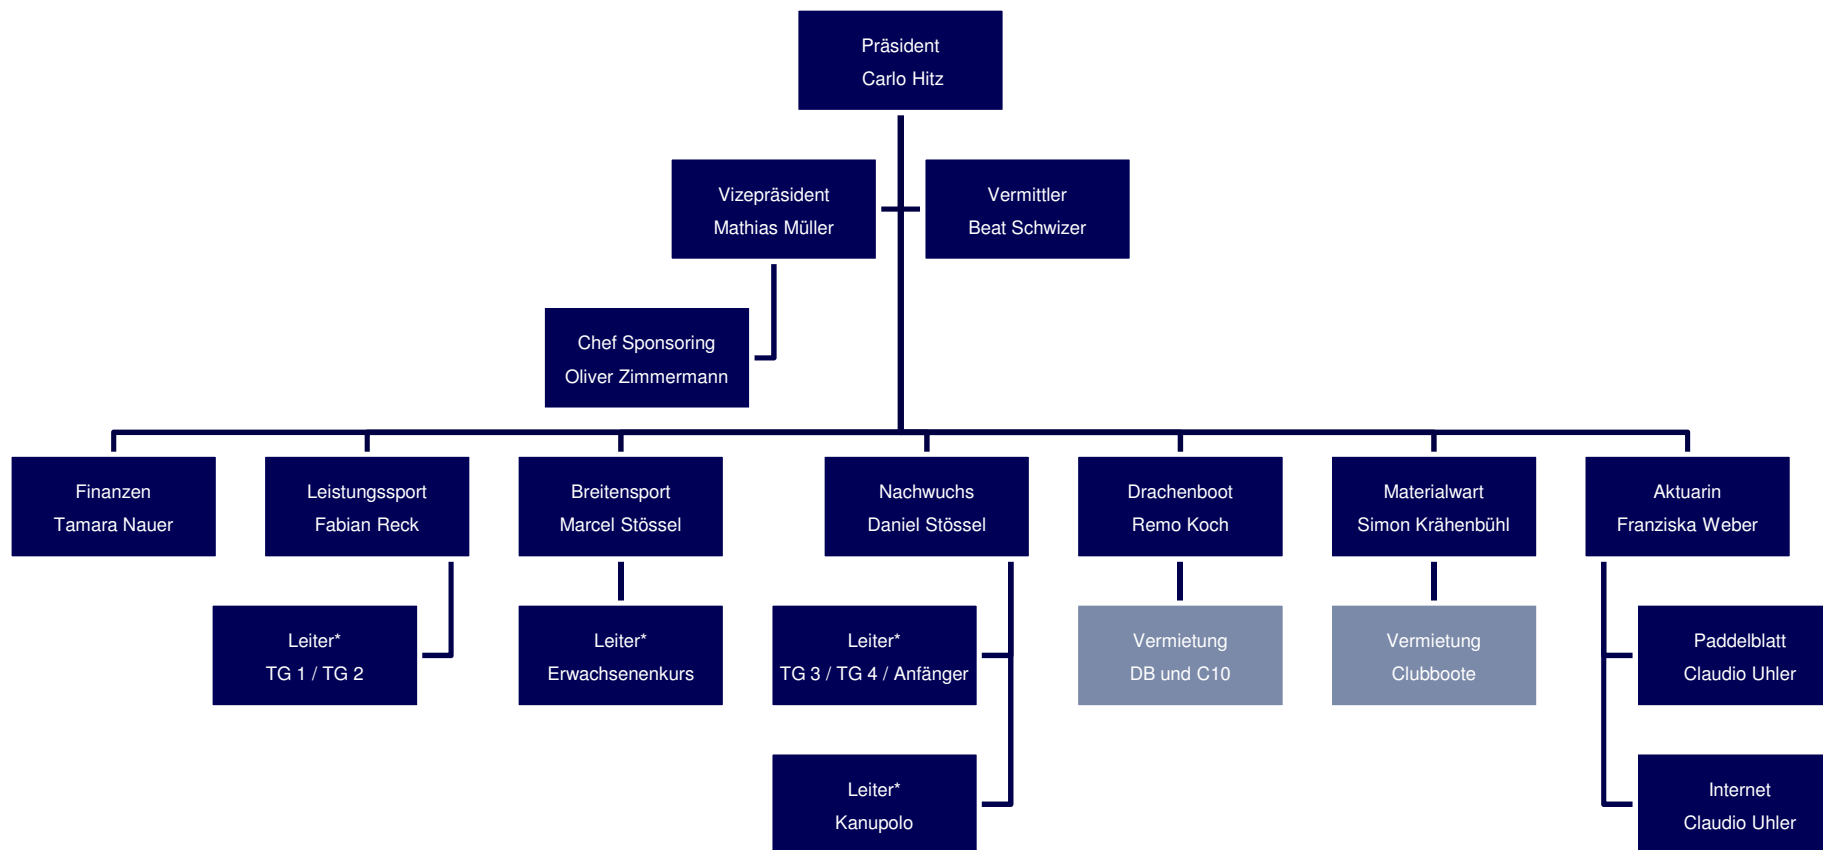 Präsident
Carlo Hitz
Vizepräsident
Mathias Müller
Vermittler
Beat Schwizer
Chef Sponsoring
Oliver Zimmermann
Finanzen
Tamara Nauer
Leistungssport
Fabian Reck
Breitensport
Marcel Stössel
Nachwuchs
Daniel Stössel
Drachenboot
Remo Koch
Materialwart
Simon Krähenbühl
Aktuarin
Franziska Weber
Leiter*
TG 1 / TG 2
Leiter*
Erwachsenenkurs
Leiter*
TG 3 / TG 4 / Anfänger
Vermietung
DB und C10
Vermietung
Clubboote
Paddelblatt
Claudio Uhler
Leiter*
Kanupolo
Internet
Claudio Uhler